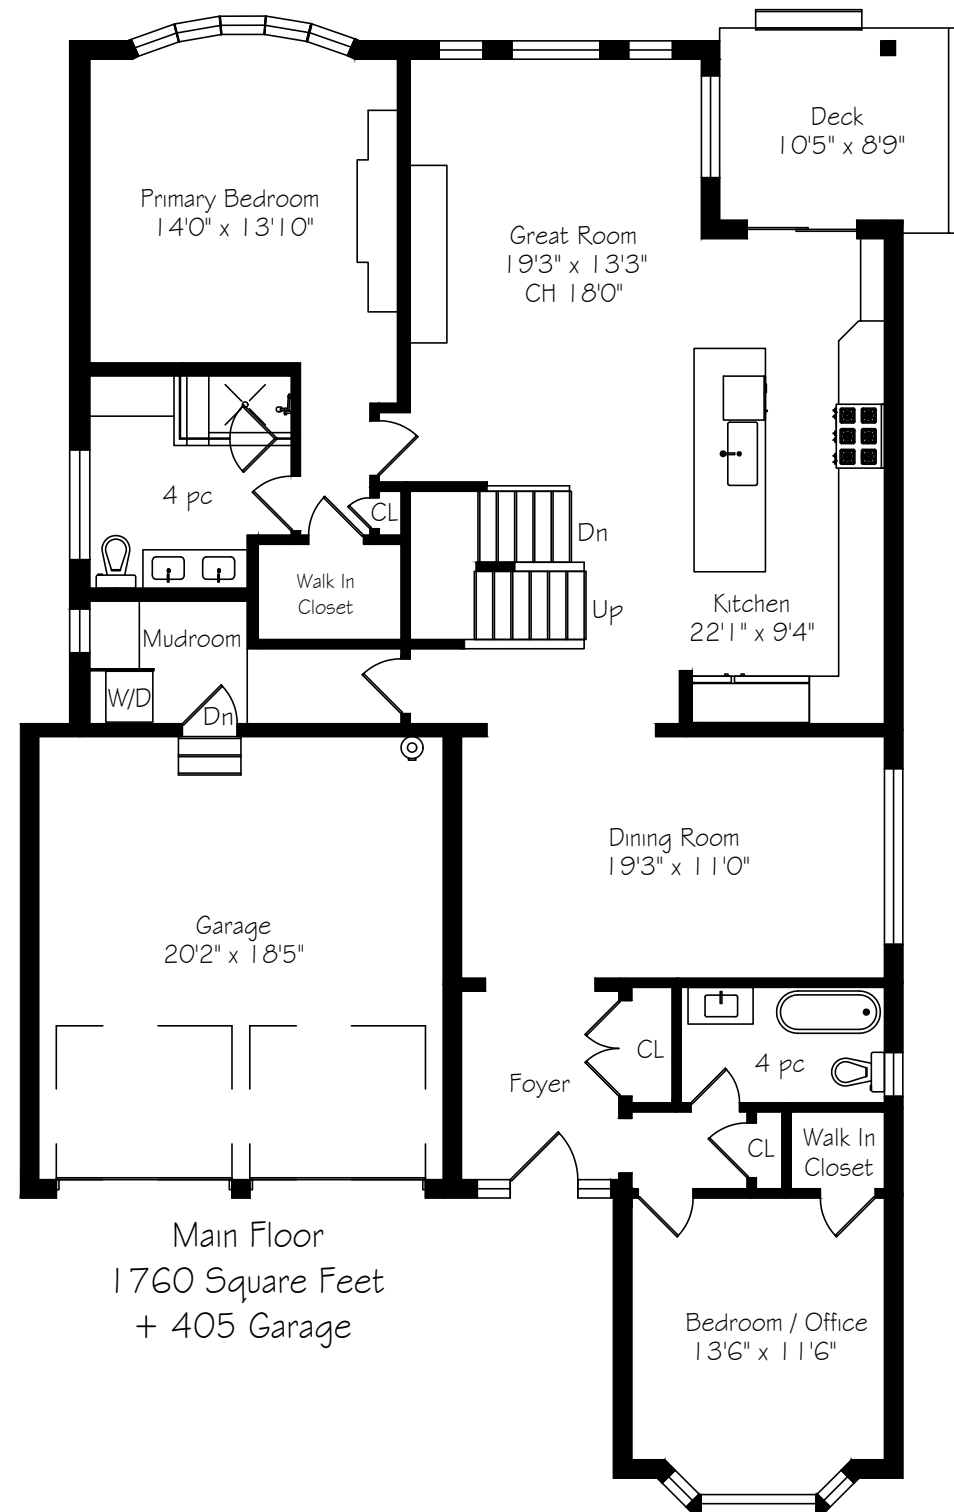 Deck
10'5" x 8'9"
Primary Bedroom
14'0" x 13'10"
Great Room
19'3" x 13'3"
CH 18'0"
4 pc
CL
Dn
Walk In
Closet
Up
Kitchen
22'1" x 9'4"
Mudroom
W/D
Dn
Dining Room
19'3" x 11'0"
Garage
20'2" x 18'5"
CL
4 pc
Foyer
CL
Walk In
Closet
Main Floor
1760 Square Feet
+ 405 Garage
Bedroom / Office
13'6" x 11'6"